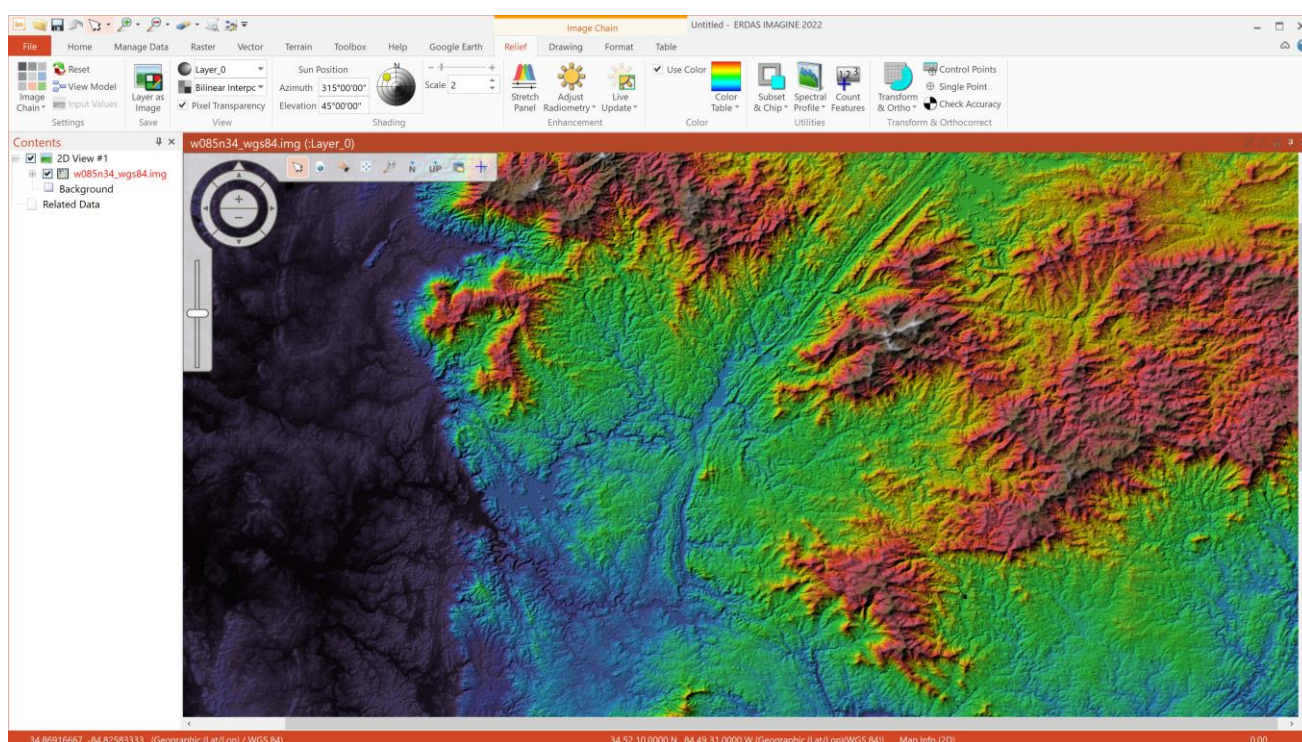 Image Chain
Untitled - ERDAS IMAGINE 2022
File Home Manage Data Raster Vector Terrain Toolbox Help Google Earth Relief Drawing Format Table
Reset
View Model
Input Values
Image Chain
Settings
Layer as Image
Save
Layer_0
Bilinear Interpc
Pixel Transparency
View
Sun Position
Azimuth 315°00'00"
Elevation 45°00'00"
N
Scale 2
Shading
Stretch Panel
Adjust Radiometry
Live Update
Enhancement
Use Color
Color Table
Color
Subset & Chip
Spectral Profile
1 2 3
Count Features
Utilities
Transform & Ortho
Control Points
Single Point
Check Accuracy
Transform & Orthocorrect
Contents
2D View #1
w085n34_wgs84.img
Background
Related Data
w085n34_wgs84.img (:Layer_0)
N UP
34.86916667, -84.82583333 (Geographic (Lat/Lon) / WGS 84)
34 52 10.0000 N, 84 49 31.0000 W (Geographic (Lat/Lon)(WGS 84)) Map Info (2D) 0.00